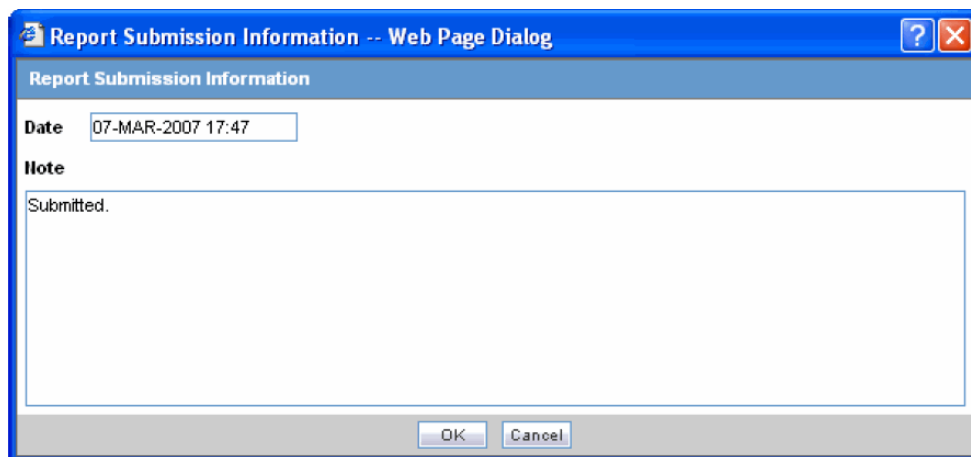 Report Submission Information -- Web Page Dialog
Report Submission Information
Date 07-MAR-2007 17:47
Note
Submitted.
OK Cancel